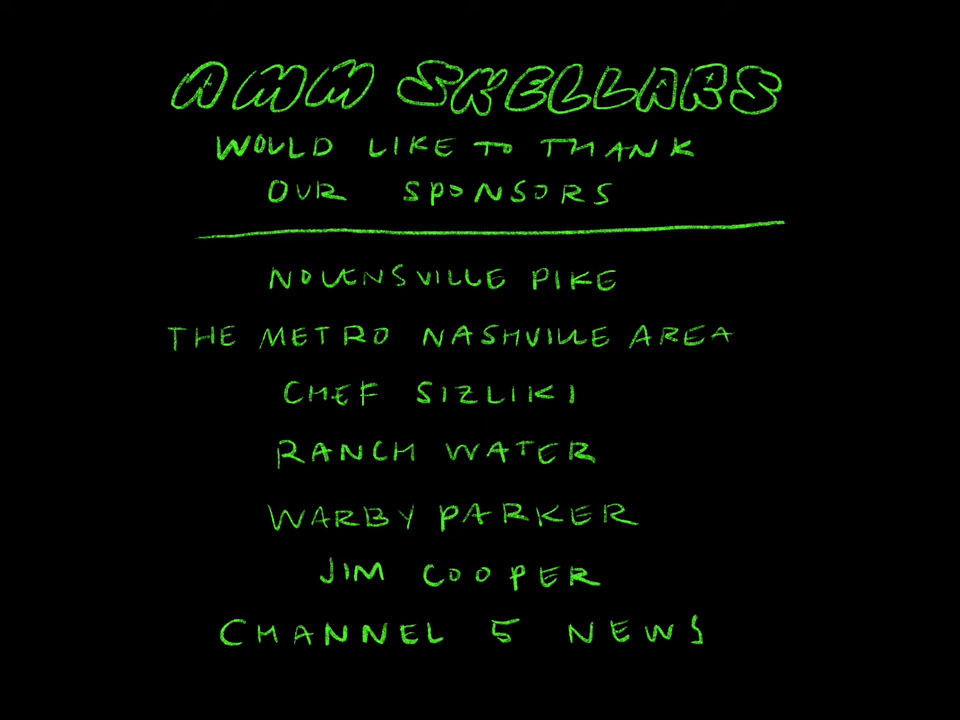 AMM SKELLARS
WOULD LIKE TO THANK
OUR SPONSORS
NOLENSVILLE PIKE
THE METRO NASHVILLE AREA
CHEF SIZLIKI
RANCH WATER
WARBY PARKER
JIM COOPER
CHANNEL 5 NEWS